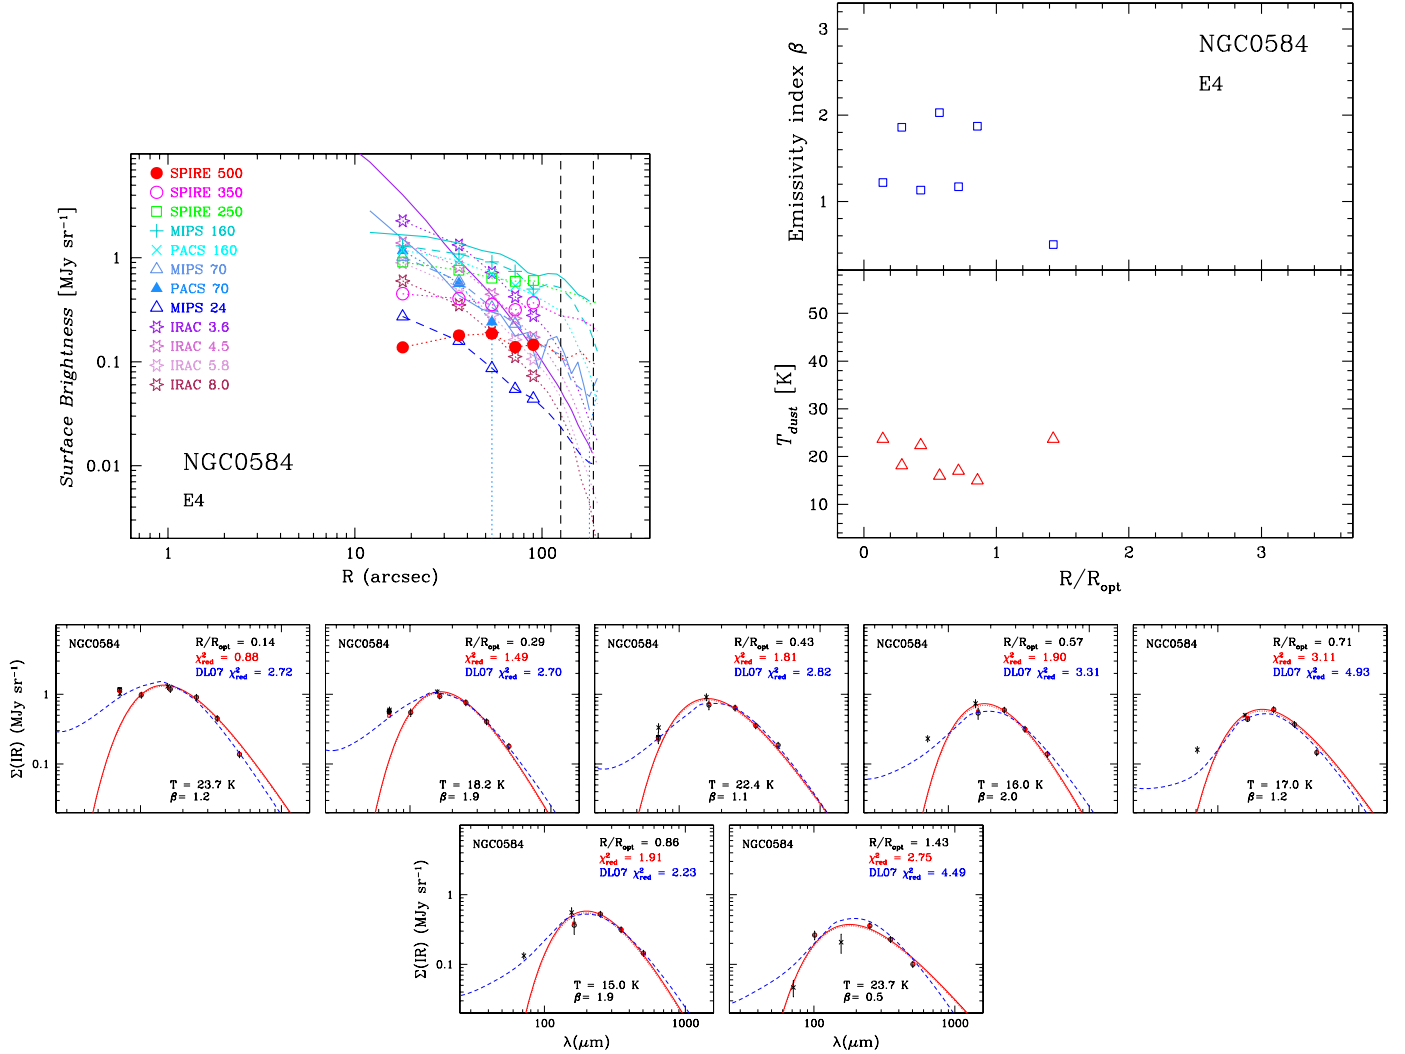 SPIRE 500
SPIRE 350
SPIRE 250
MIPS 160
PACS 160
MIPS 70
PACS 70
MIPS 24
IRAC 3.6
IRAC 4.5
IRAC 5.8
IRAC 8.0
NGC0584
E4
Surface Brightness [MJy sr⁻¹]
1
0.1
0.01
1
10
100
R (arcsec)
NGC0584
E4
Emissivity index β
3
2
1
T_dust [K]
50
40
30
20
10
0
1
2
3
R/R_opt
Σ(IR) (MJy sr⁻¹)
1
0.1
NGC0584
R/R_opt = 0.14
χ²_red = 0.88
DL07 χ²_red = 2.72
T = 23.7 K
β= 1.2
NGC0584
R/R_opt = 0.29
χ²_red = 1.49
DL07 χ²_red = 2.70
T = 18.2 K
β= 1.9
NGC0584
R/R_opt = 0.43
χ²_red = 1.81
DL07 χ²_red = 2.82
T = 22.4 K
β= 1.1
NGC0584
R/R_opt = 0.57
χ²_red = 1.90
DL07 χ²_red = 3.31
T = 16.0 K
β= 2.0
NGC0584
R/R_opt = 0.71
χ²_red = 3.11
DL07 χ²_red = 4.93
T = 17.0 K
β= 1.2
Σ(IR) (MJy sr⁻¹)
1
0.1
NGC0584
R/R_opt = 0.86
χ²_red = 1.91
DL07 χ²_red = 2.23
T = 15.0 K
β= 1.9
100
1000
λ(μm)
NGC0584
R/R_opt = 1.43
χ²_red = 2.75
DL07 χ²_red = 4.49
T = 23.7 K
β= 0.5
100
1000
λ(μm)